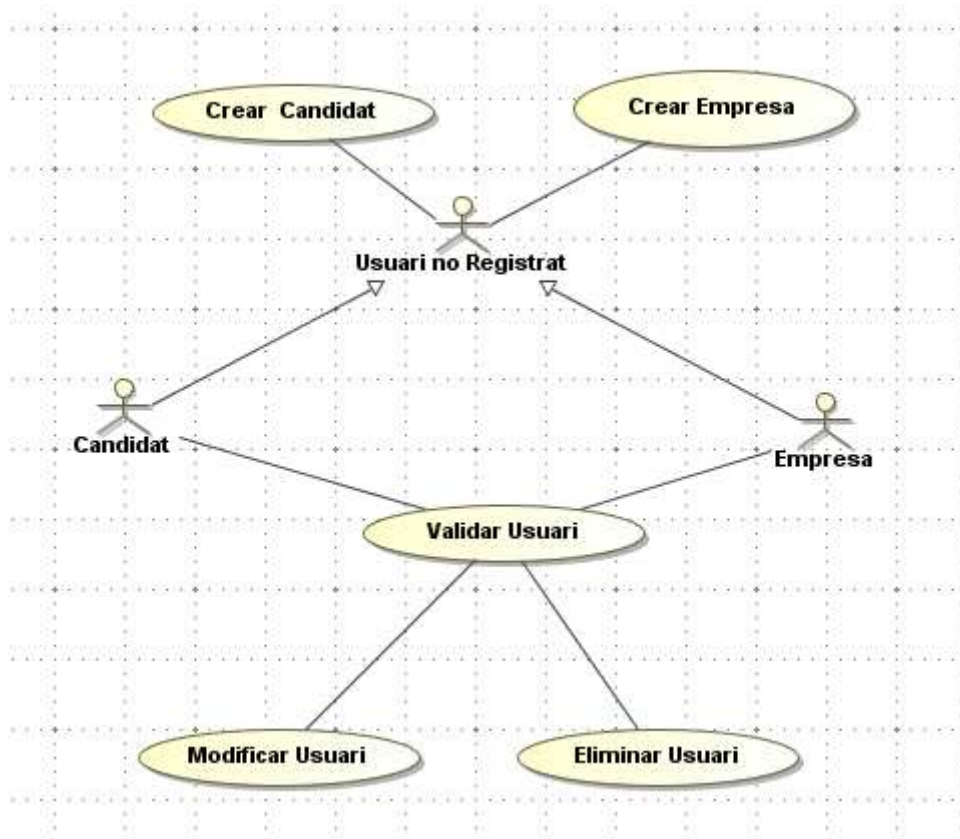 Crear Candidat
Crear Empresa
Usuari no Registrat
Candidat
Empresa
Validar Usuari
Modificar Usuari
Eliminar Usuari